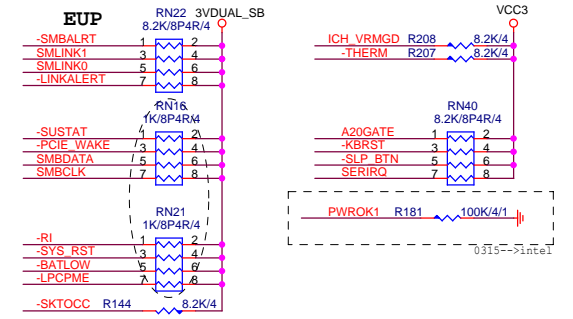 EUP
RN22
3VDUAL_SB
8.2K/8P4R/4
-SMBALRT 1 2
SMLINK1 3 4
SMLINK0 5 6
-LINKALERT 7 8
RN16
1K/8P4R/4
-SUSTAT 1 2
-PCIE_WAKE 3 4
SMBDATA 5 6
SMBCLK 7 8
RN21
1K/8P4R/4
-RI 1 2
-SYS_RST 3 4
-BATLOW 5 6
-LPCPME 7 8
-SKTOCC R144 8.2K/4
VCC3
ICH_VRMGD R208 8.2K/4
-THERM R207 8.2K/4
RN40
8.2K/8P4R/4
A20GATE 1 2
-KBRST 3 4
-SLP_BTN 5 6
SERIRQ 7 8
PWROK1 R181 100K/4/1
0315-->intel